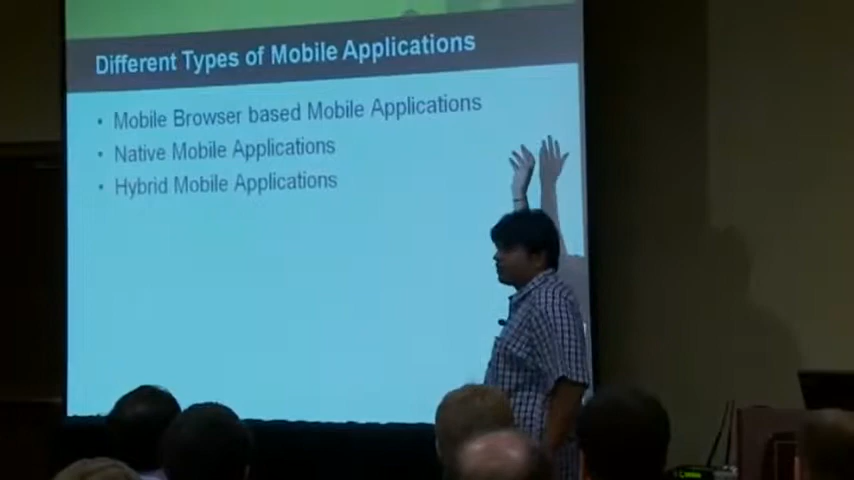 Different Types of Mobile Applications
• Mobile Browser based Mobile Applications
• Native Mobile Applications
• Hybrid Mobile Applications